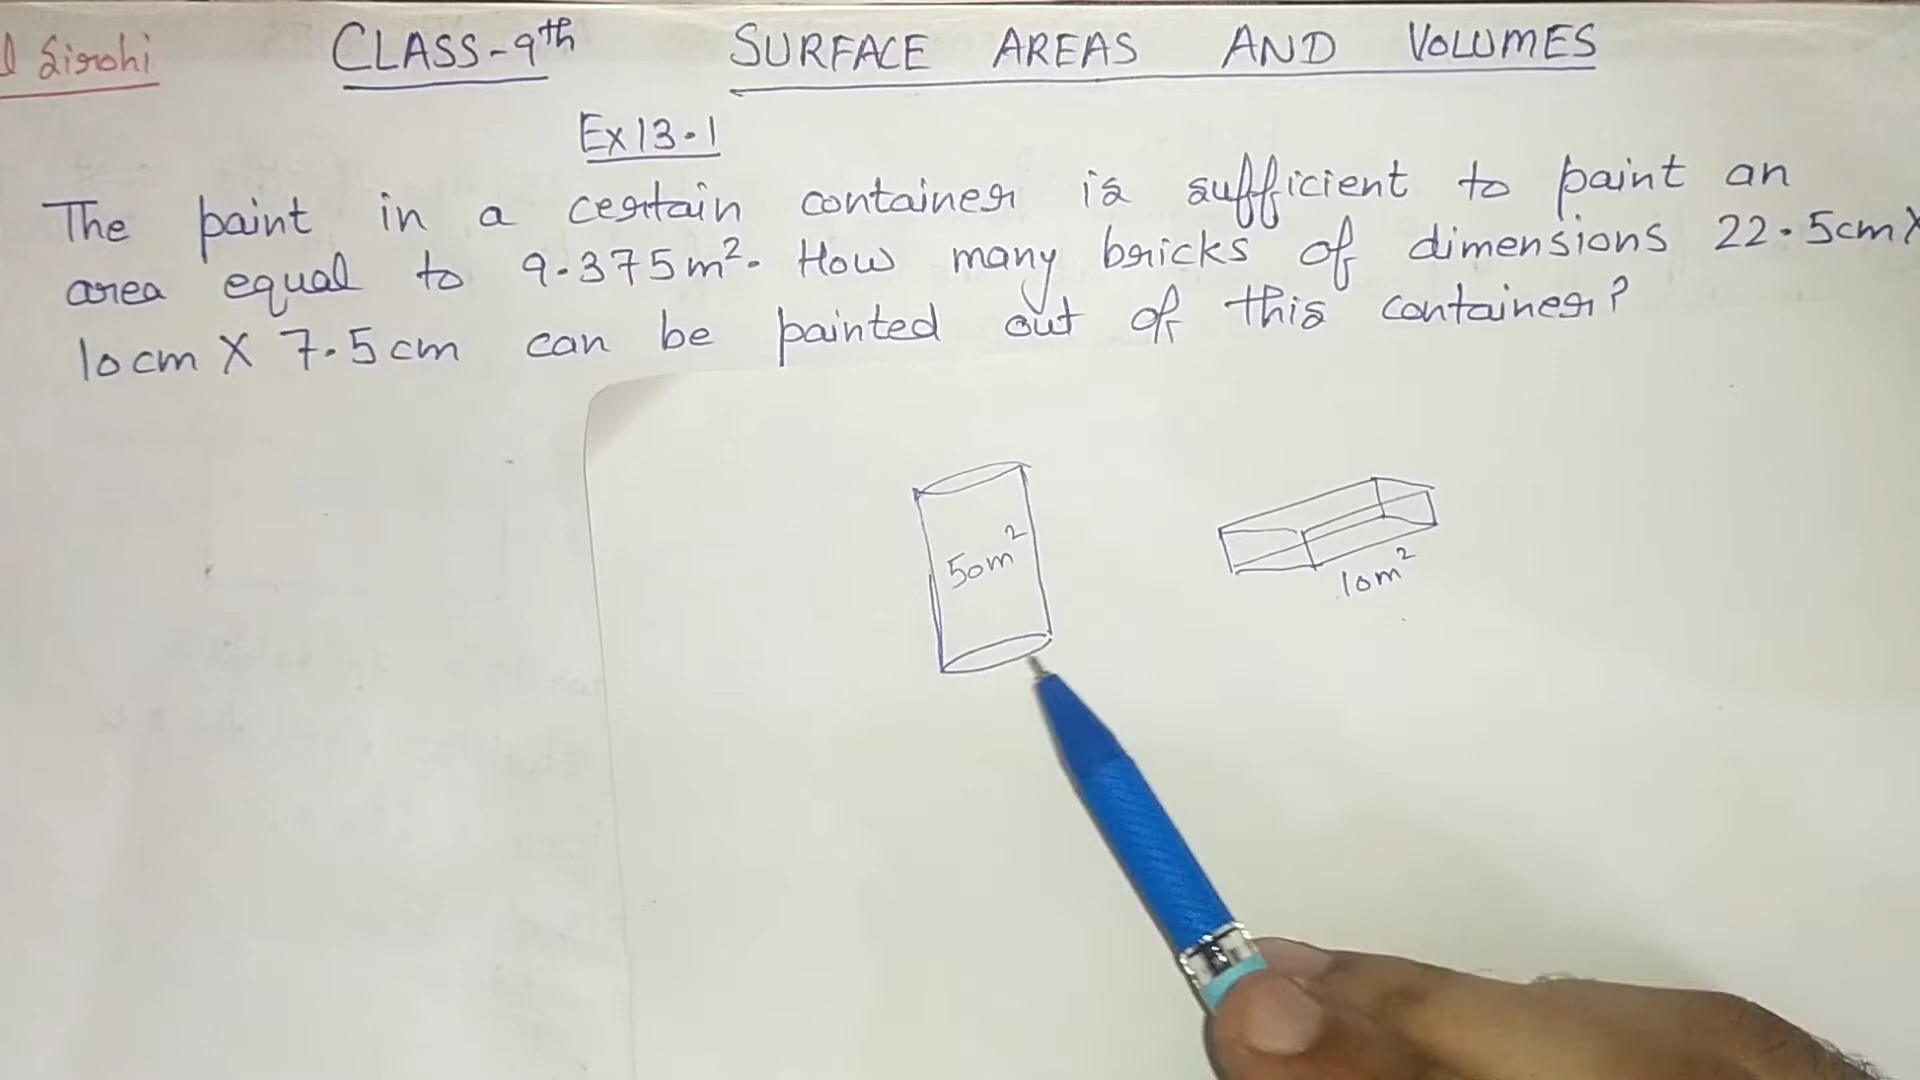 Sirohi CLASS-9th SURFACE AREAS AND VOLUMES
Ex 13.1
The paint in a certain container is sufficient to paint an
area equal to 9.375m². How many bricks of dimensions 22.5cm X
10cm X 7.5cm can be painted out of this container?
50m²
10m²